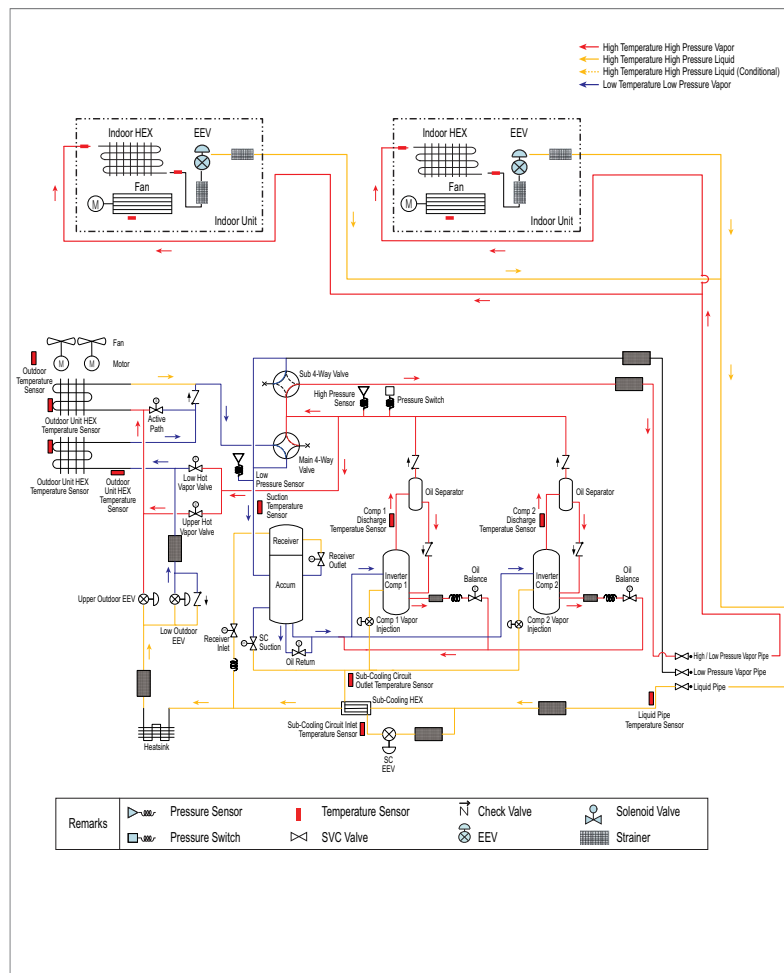 High Temperature High Pressure Vapor
High Temperature High Pressure Liquid
High Temperature High Pressure Liquid (Conditional)
Low Temperature Low Pressure Vapor
Indoor HEX
EEV
Fan
M
Indoor Unit
Indoor HEX
EEV
Fan
M
Indoor Unit
Fan
M
M
Motor
Outdoor
Temperature
Sensor
Sub 4-Way Valve
High Pressure
Sensor
Pressure Switch
Outdoor Unit HEX
Temperature Sensor
Active
Path
Main 4-Way
Valve
Outdoor Unit HEX
Temperature Sensor
Outdoor
Unit HEX
Temperature
Sensor
Low Hot
Vapor Valve
Low
Pressure Sensor
Suction
Temperature
Sensor
Upper Hot
Vapor Valve
Oil Separator
Oil Separator
Comp 1
Discharge
Temperatue Sensor
Comp 2
Discharge
Temperatue Sensor
Receiver
Receiver
Outlet
Accum
Inverter
Comp 1
Oil
Balance
Inverter
Comp 2
Oil
Balance
Upper Outdoor EEV
Low Outdoor
EEV
Receiver
Inlet
SC
Suction
Oil Return
Comp 1 Vapor
Injection
Comp 2 Vapor
Injection
High / Low Pressure Vapor Pipe
Low Pressure Vapor Pipe
Liquid Pipe
Sub-Cooling Circuit
Outlet Temperature Sensor
Sub-Cooling HEX
Liquid Pipe
Temperature Sensor
Sub-Cooling Circuit Inlet
Temperature Sensor
Heatsink
SC
EEV
Remarks
Pressure Sensor
Temperature Sensor
Check Valve
Solenoid Valve
Pressure Switch
SVC Valve
EEV
Strainer